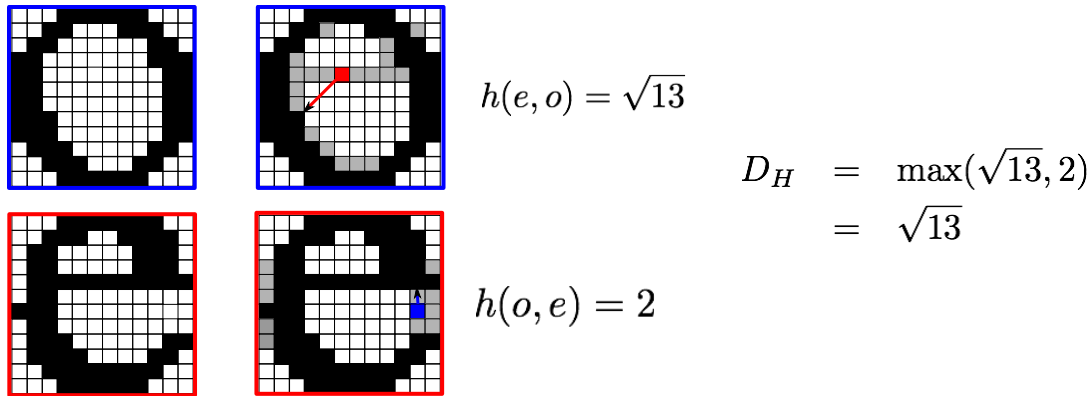 h(e, o) = √13
D_H = max(√13, 2)
= √13
h(o, e) = 2